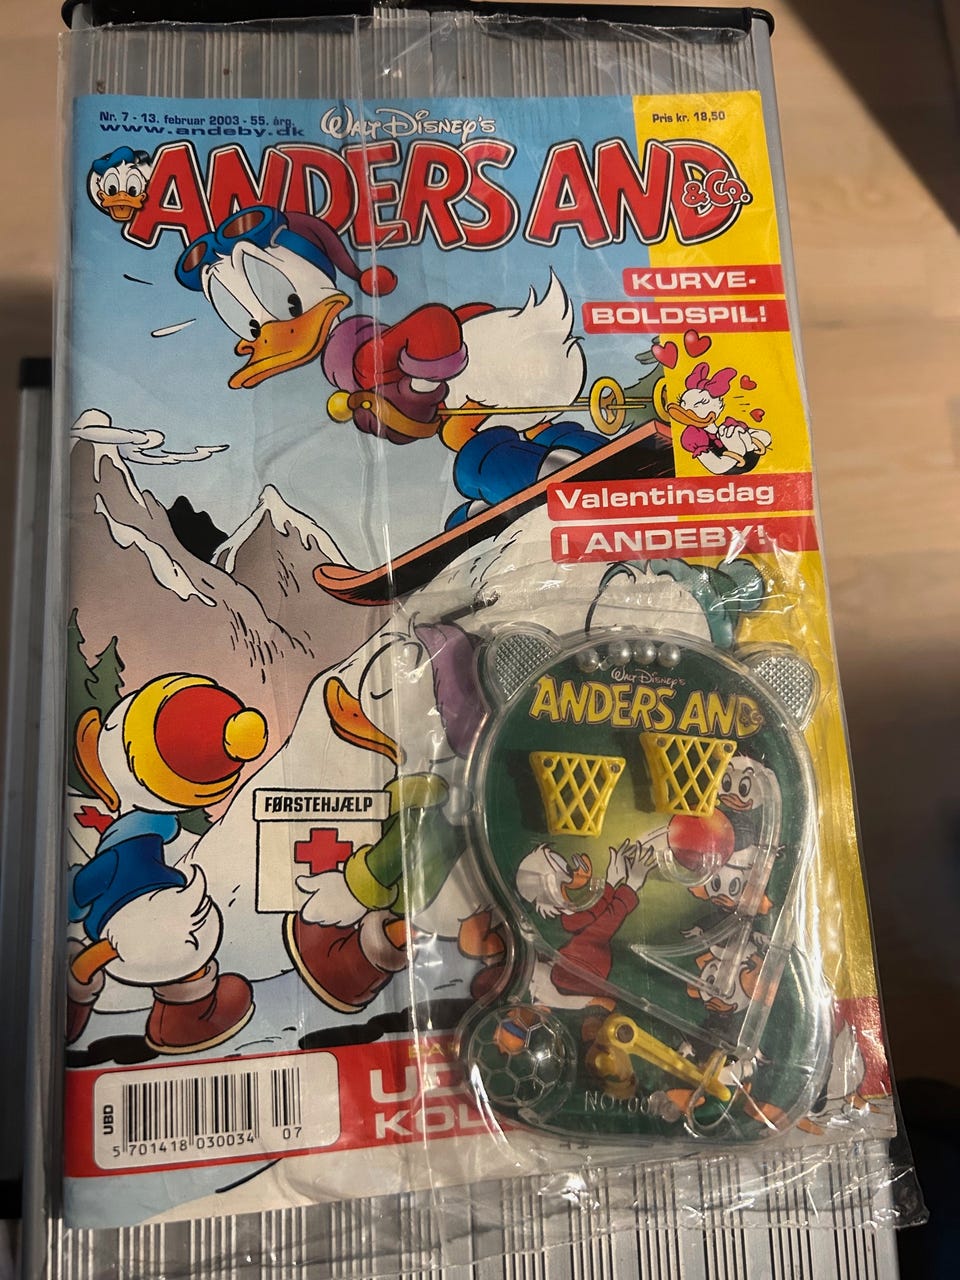 Nr. 7 - 13. februar 2003 - 55. årg.
www.andeby.dk
Walt Disney's
Pris kr. 18,50
ANDERS AND
& Co.
KURVE-
BOLDSPIL!
Valentinsdag
I ANDEBY!
Walt Disney's
ANDERS AND
FØRSTEHJÆLP
UBD
5 701418 030034 07